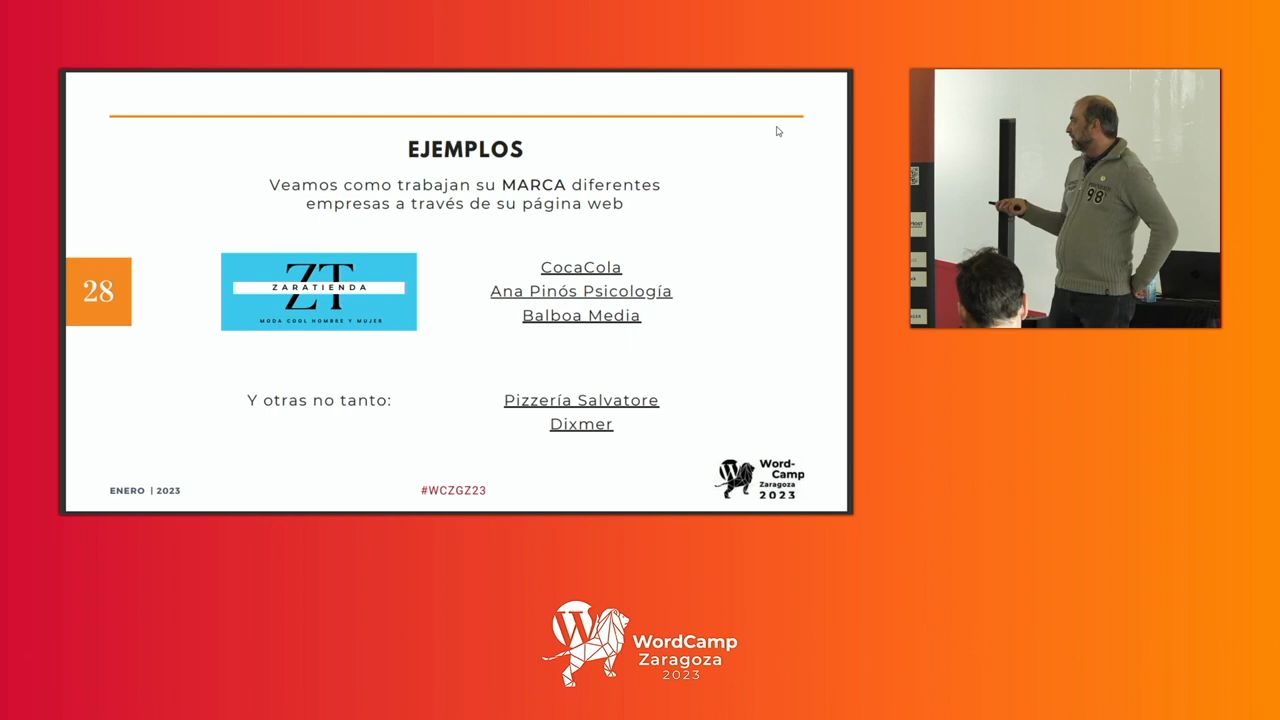 EJEMPLOS
Veamos como trabajan su MARCA diferentes
empresas a través de su página web
28
ZT
ZARATIENDA
MODA COOL HOMBRE Y MUJER
CocaCola
Ana Pinós Psicología
Balboa Media
Y otras no tanto:
Pizzería Salvatore
Dixmer
ENERO | 2023
#WCZGZ23
Word-
Camp
Zaragoza
2023
98
WordCamp
Zaragoza
2023